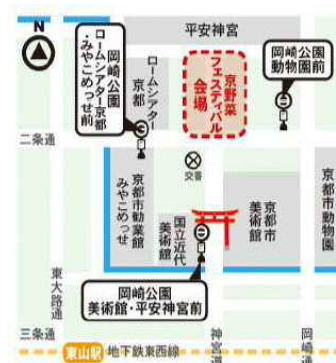 N
平安神宮
岡崎公園
ロームシアター京都
・みやこめっせ前
ロームシアター
京都
京野菜
フェスティバル
会場
岡崎公園
動物園前
二条通
交番
京都市勧業館
みやこめっせ
国立近代
美術館
京都市
美術館
京都市動物園
岡崎公園
美術館・平安神宮前
東大路通
神宮道
岡崎通
三条通
東山駅 地下鉄東西線